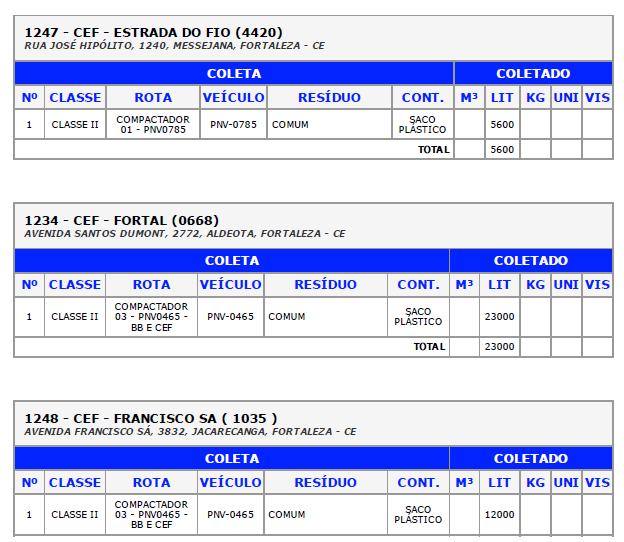 1247 - CEF - ESTRADA DO FIO (4420)
RUA JOSÉ HIPÓLITO, 1240, MESSEJANA, FORTALEZA - CE
COLETA COLETADO
Nº CLASSE ROTA VEÍCULO RESÍDUO CONT. M³ LIT KG UNI VIS
1 CLASSE II COMPACTADOR 01 - PNV0785 PNV-0785 COMUM SACO PLÁSTICO 5600
TOTAL 5600
1234 - CEF - FORTAL (0668)
AVENIDA SANTOS DUMONT, 2772, ALDEOTA, FORTALEZA - CE
COLETA COLETADO
Nº CLASSE ROTA VEÍCULO RESÍDUO CONT. M³ LIT KG UNI VIS
1 CLASSE II COMPACTADOR 03 - PNV0465 - BB E CEF PNV-0465 COMUM SACO PLÁSTICO 23000
TOTAL 23000
1248 - CEF - FRANCISCO SA ( 1035 )
AVENIDA FRANCISCO SÁ, 3832, JACARECANGA, FORTALEZA - CE
COLETA COLETADO
Nº CLASSE ROTA VEÍCULO RESÍDUO CONT. M³ LIT KG UNI VIS
1 CLASSE II COMPACTADOR 03 - PNV0465 - BB E CEF PNV-0465 COMUM SACO PLÁSTICO 12000